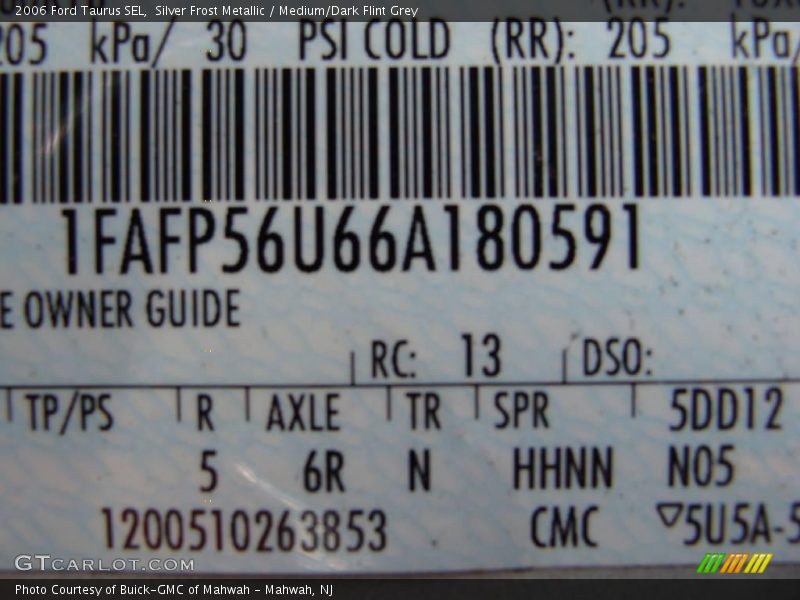 2006 Ford Taurus SEL, Silver Frost Metallic / Medium/Dark Flint Grey
205 kPa/ 30 PSI COLD (RR): 205 kPa/
1FAFP56U66A180591
E OWNER GUIDE
RC: 13 DSO:
TP/PS R AXLE TR SPR 5DD12
5 6R N HHNN N05
1200510263853 CMC ▽5U5A-5
GTCARLOT.COM
Photo Courtesy of Buick-GMC of Mahwah - Mahwah, NJ